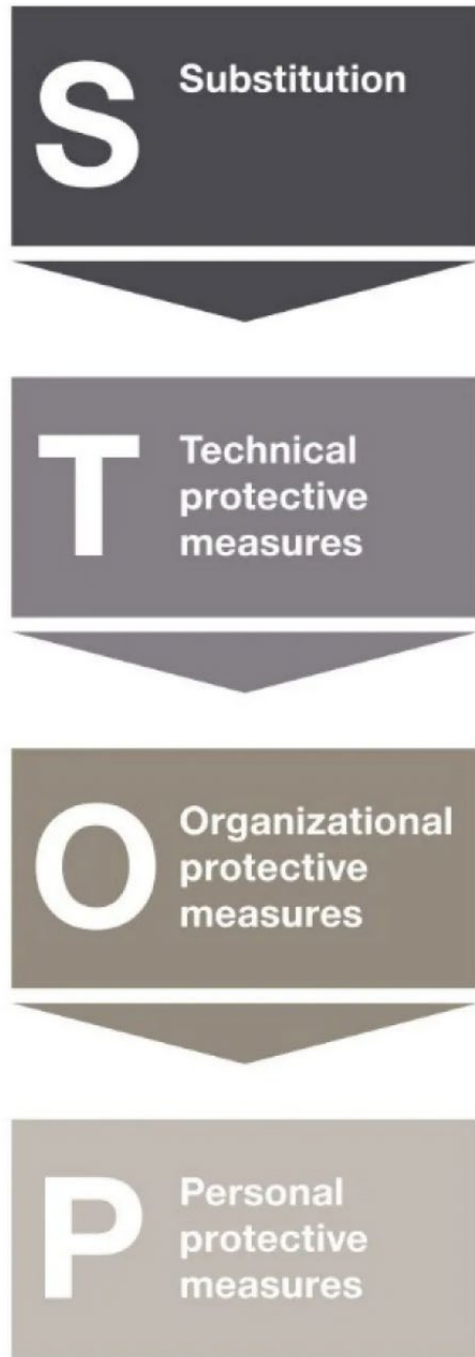 S
Substitution
T
Technical
protective
measures
O
Organizational
protective
measures
P
Personal
protective
measures